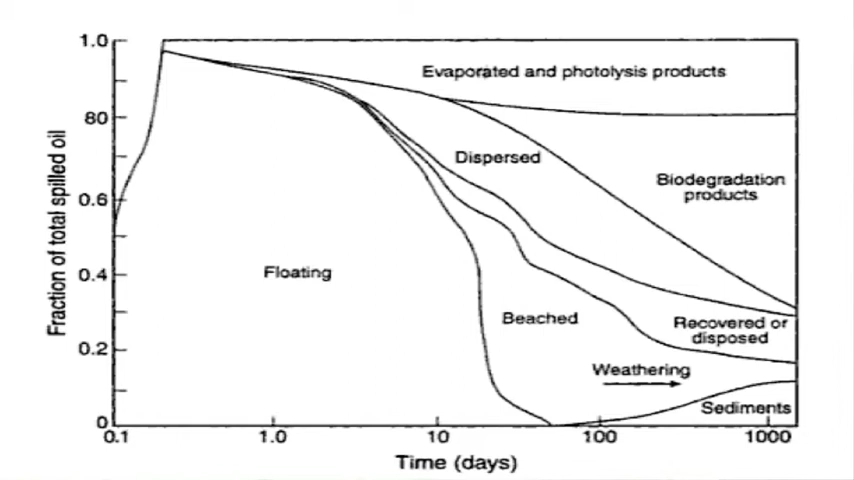 1.0
80
0.6
0.4
0.2
0
Fraction of total spilled oil
Evaporated and photolysis products
Dispersed
Biodegradation
products
Floating
Beached
Recovered or
disposed
Weathering
Sediments
0.1
1.0
10
100
1000
Time (days)